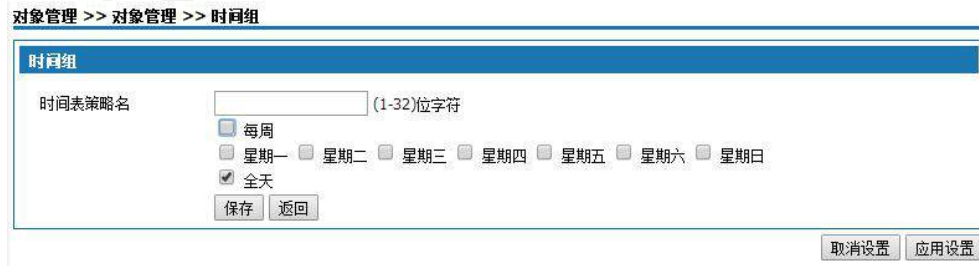 对象管理 >> 对象管理 >> 时间组
时间组
时间表策略名 (1-32)位字符
每周
星期一 星期二 星期三 星期四 星期五 星期六 星期日
全天
保存 返回
取消设置 应用设置